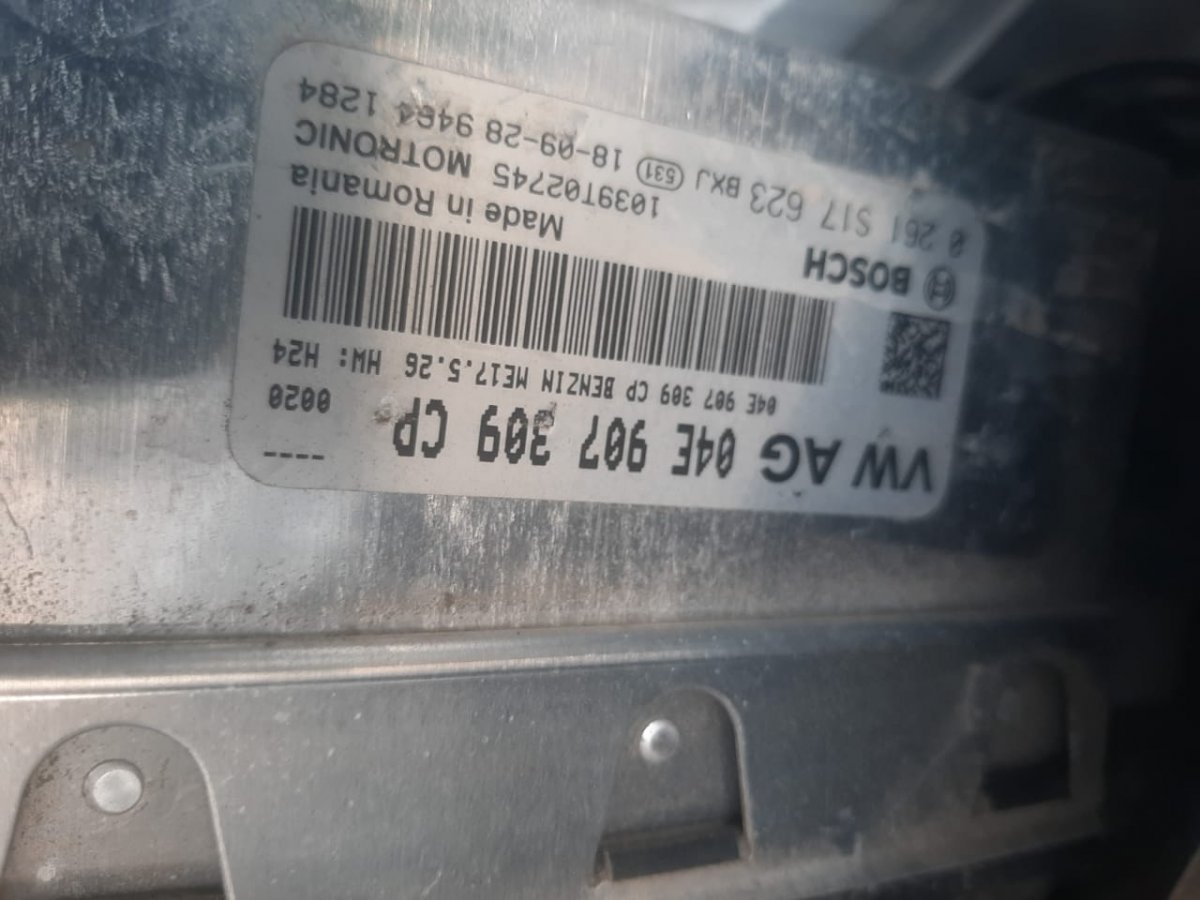 VW AG 04E 907 309 CP ----
04E 907 309 CP BENZIN ME17.5.26 HW: H24 0020
BOSCH Made in Romania
1039T02745 MOTRONIC
0 261 S17 623 BXJ 531 18-09-28 9464 1284